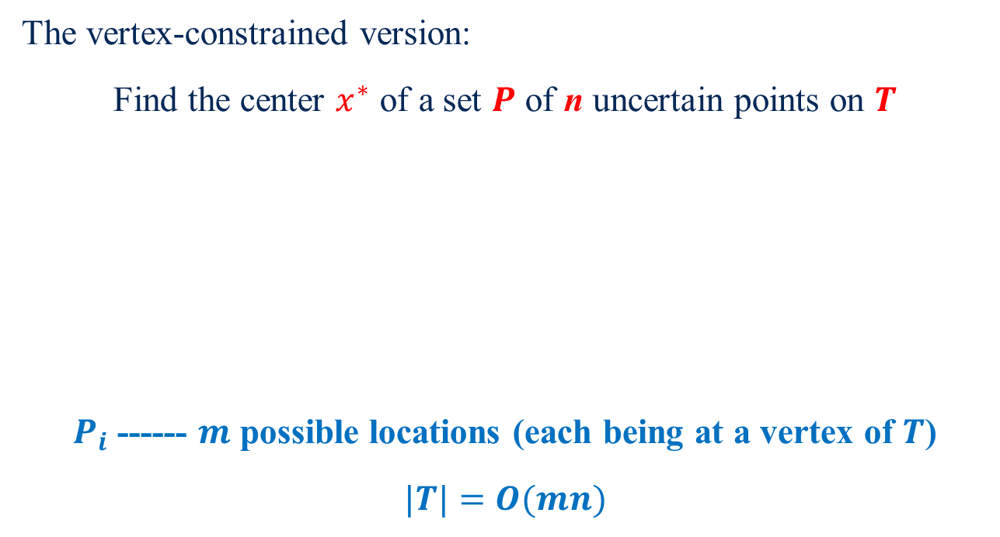 The vertex-constrained version:
Find the center x* of a set P of n uncertain points on T
Pᵢ ------ m possible locations (each being at a vertex of T)
|T| = O(mn)